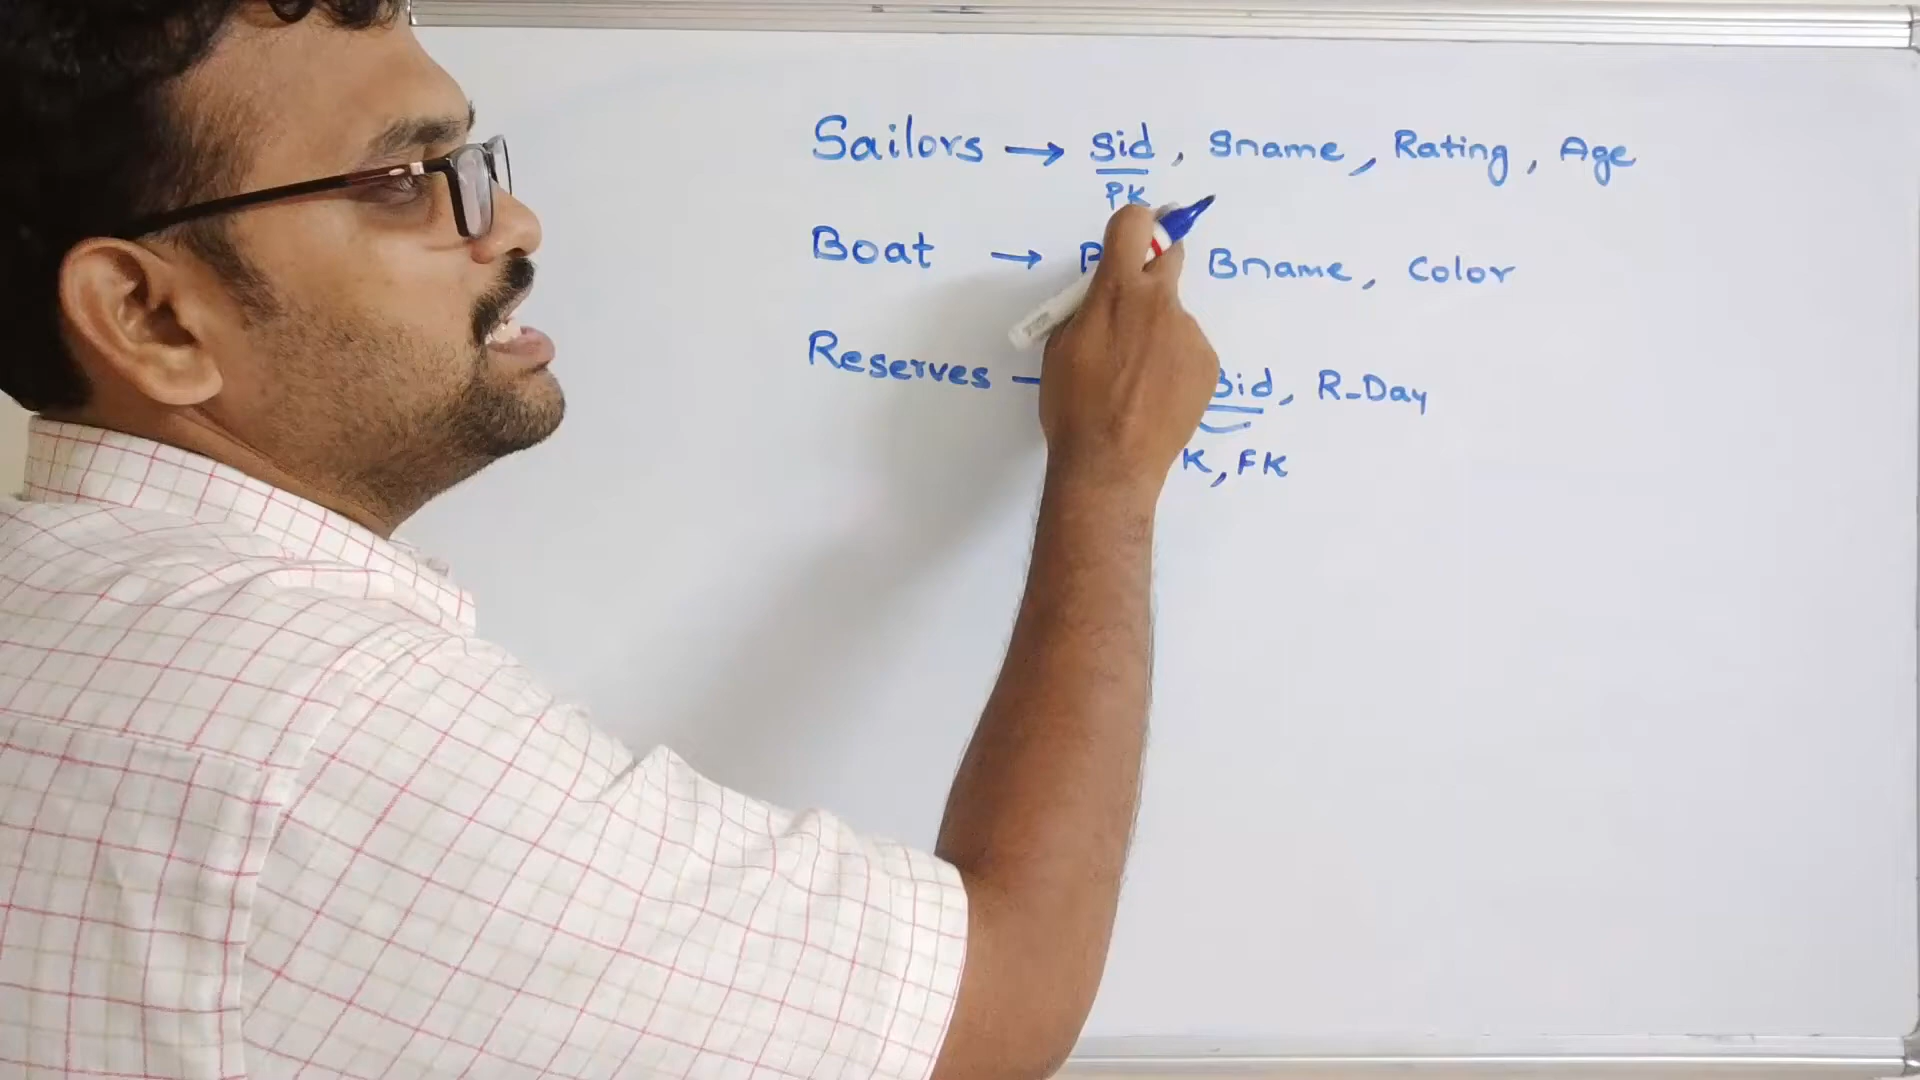 Sailors → Sid, Sname, Rating, Age
PK
Boat → Bname, Color
Reserves Bid, R-Day
K, FK